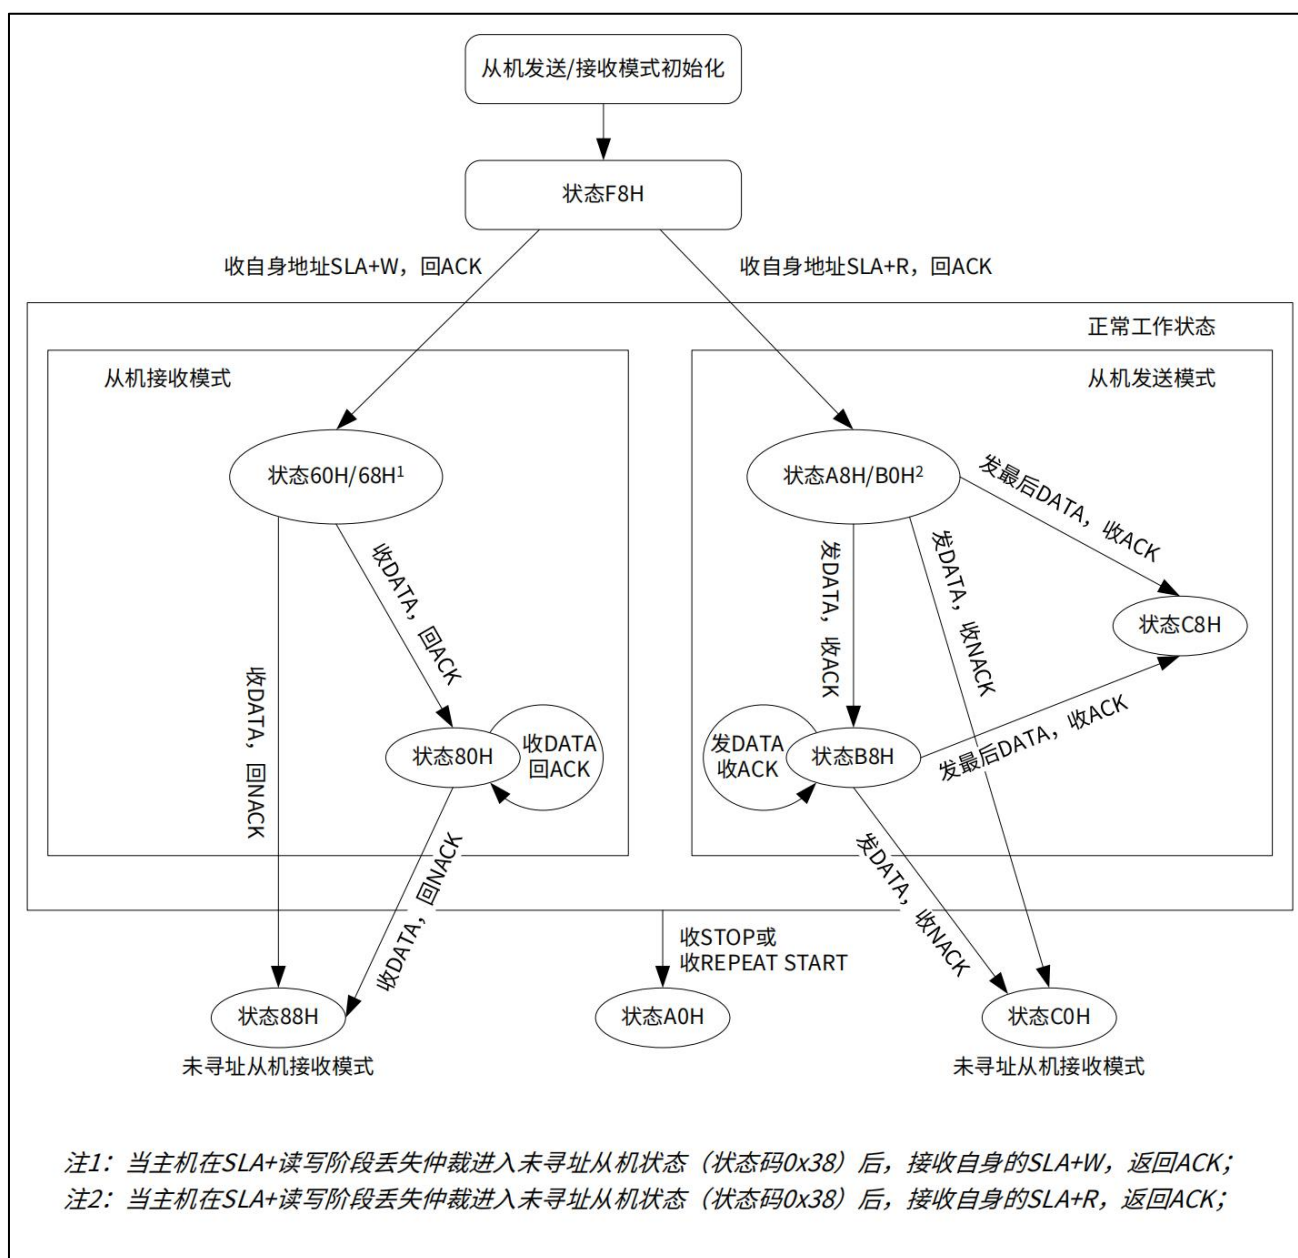 从机发送/接收模式初始化
状态F8H
收自身地址SLA+W，回ACK
收自身地址SLA+R，回ACK
正常工作状态
从机接收模式
从机发送模式
状态60H/68H¹
状态A8H/B0H²
发最后DATA，收ACK
收DATA，回ACK
发DATA，收ACK
发DATA，收NACK
状态C8H
收DATA，回NACK
状态80H
收DATA
回ACK
发DATA
收ACK
状态B8H
发最后DATA，收ACK
收DATA，回NACK
发DATA，收NACK
收STOP或
收REPEAT START
状态88H
状态A0H
状态C0H
未寻址从机接收模式
未寻址从机接收模式
注1：当主机在SLA+读写阶段丢失仲裁进入未寻址从机状态（状态码0x38）后，接收自身的SLA+W，返回ACK；
注2：当主机在SLA+读写阶段丢失仲裁进入未寻址从机状态（状态码0x38）后，接收自身的SLA+R，返回ACK；